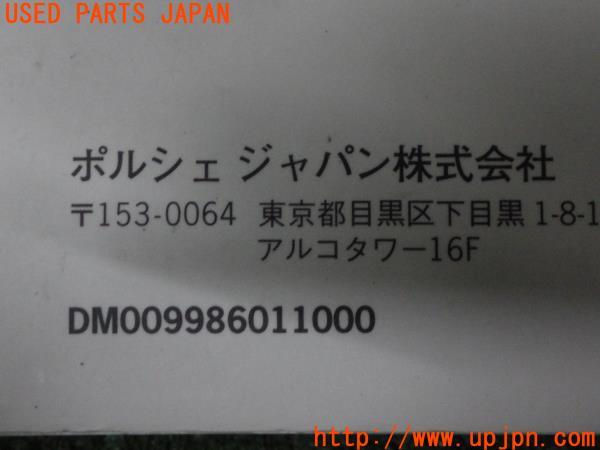 USED PARTS JAPAN
ポルシェ ジャパン株式会社
〒153-0064 東京都目黒区下目黒 1-8-1
アルコタワー16F
DM009986011000
http://www.upjpn.com